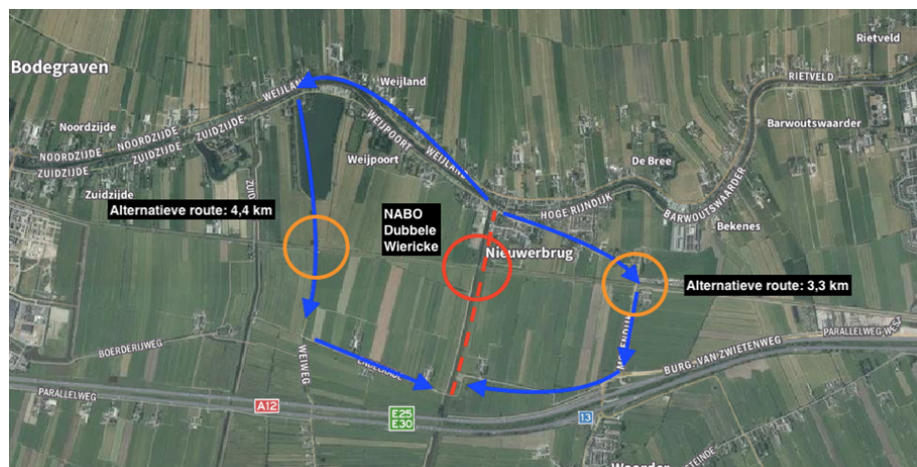 Bodegraven
Rietveld
Rietveld
RIETVELD
Weijland
WEIJLAND
Noordzijde
NOORDZIJDE
NOORDZIJDE
ZUIDZIJDE
ZUIDZIJDE
Zuidzijde
WEIJPOORT
Weijpoort
WEIJLAND
Barwoutswaarder
De Bree
BARWOUTSWAARDER
HOGE RIJNDIJK
Bekenes
Alternatieve route: 4,4 km
NABO
Dubbele
Wiericke
Nieuwerbrug
Alternatieve route: 3,3 km
BOERDERIJWEG
WEIWEG
BURG. VAN ZWIETENWEG
PARALLELWEG WEST
PARALLELWEG
A12
E25
E30
13